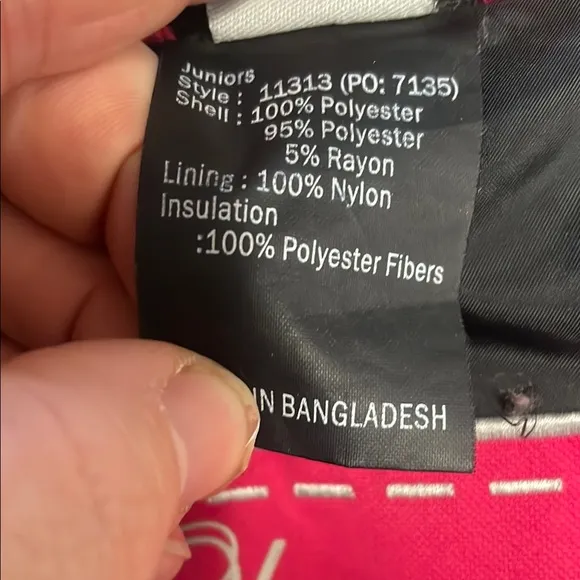 Juniors
Style : 11313 (PO: 7135)
Shell : 100% Polyester
95% Polyester
5% Rayon
Lining : 100% Nylon
Insulation
:100% Polyester Fibers
IN BANGLADESH